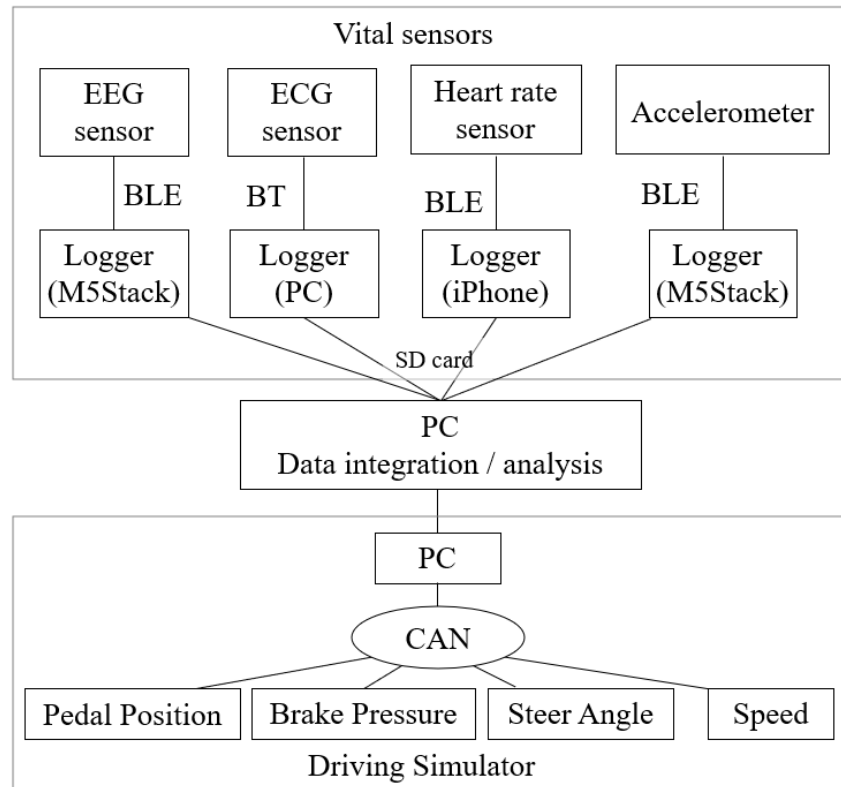 Vital sensors
EEG
sensor
ECG
sensor
Heart rate
sensor
Accelerometer
BLE
BT
BLE
BLE
Logger
(M5Stack)
Logger
(PC)
Logger
(iPhone)
Logger
(M5Stack)
SD card
PC
Data integration / analysis
PC
CAN
Pedal Position
Brake Pressure
Steer Angle
Speed
Driving Simulator